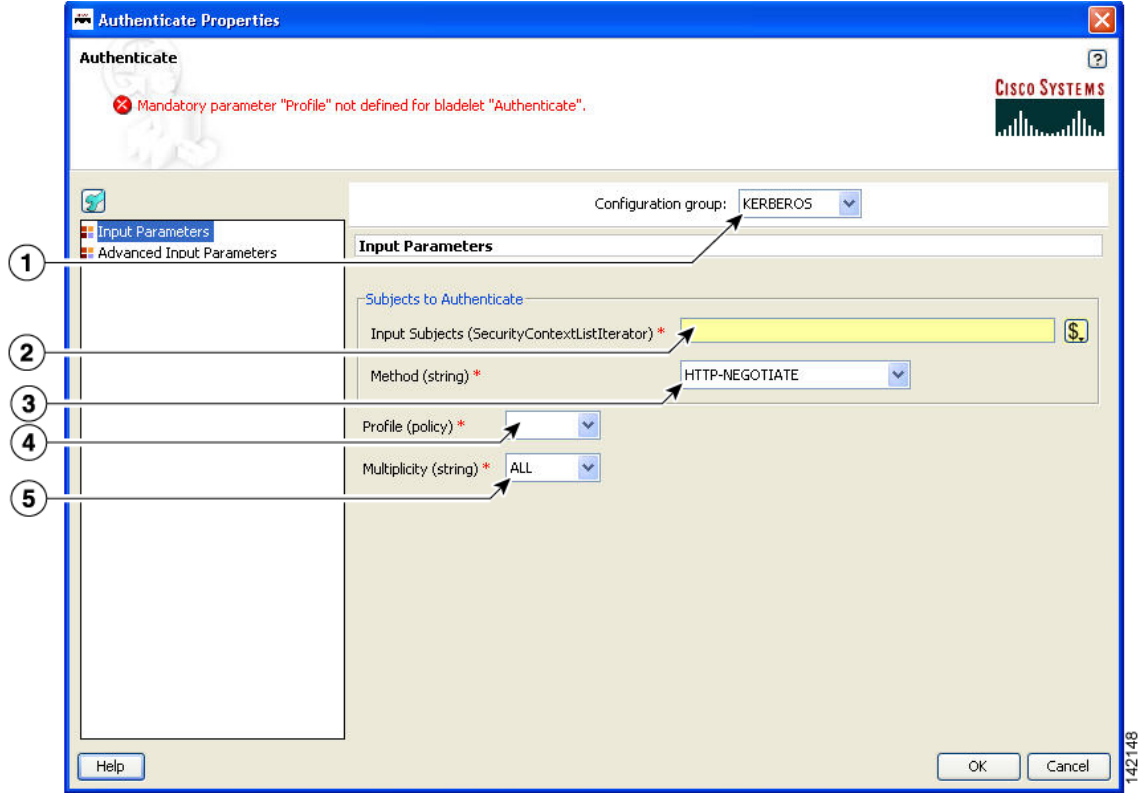 Authenticate Properties
Authenticate
?
CISCO SYSTEMS
Mandatory parameter "Profile" not defined for bladelet "Authenticate".
Configuration group: KERBEROS
Input Parameters
Advanced Input Parameters
Input Parameters
1
Subjects to Authenticate
Input Subjects (SecurityContextListIterator) *
$
2
Method (string) * HTTP-NEGOTIATE
3
Profile (policy) *
4
Multiplicity (string) * ALL
5
Help
OK
Cancel
142148